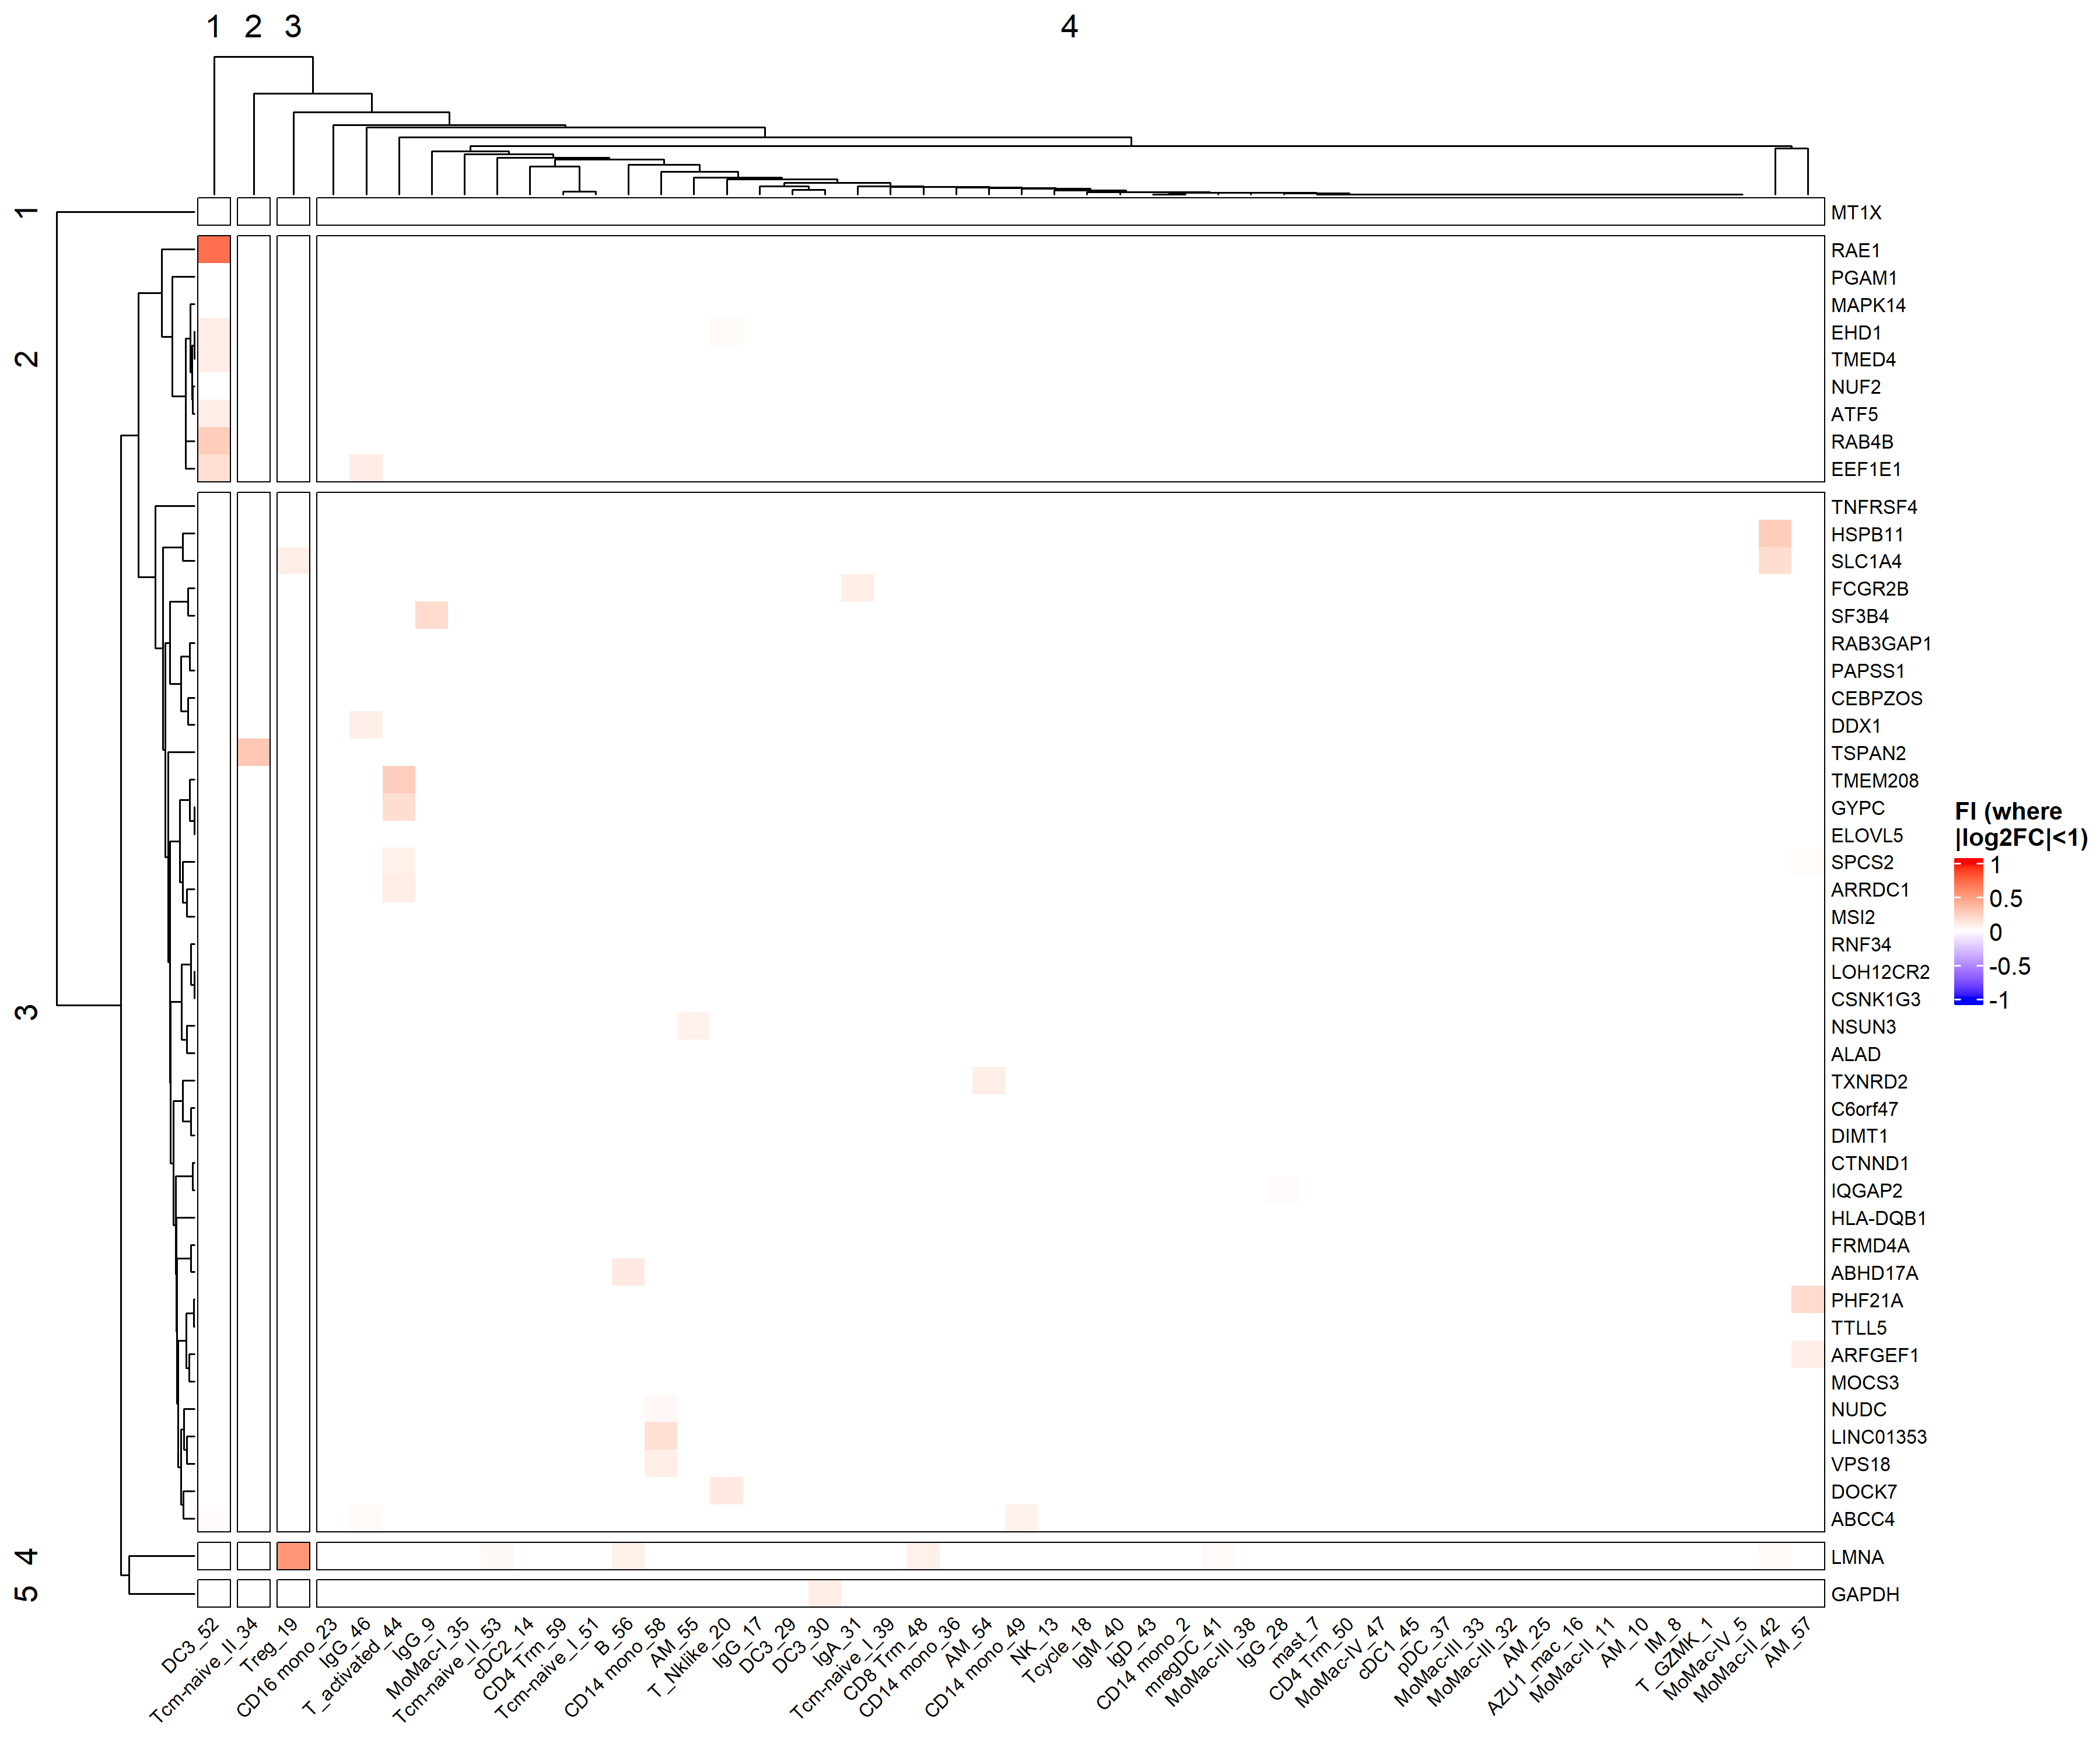 1 2 3 4
1
2
3
4
5
MT1X
RAE1
PGAM1
MAPK14
EHD1
TMED4
NUF2
ATF5
RAB4B
EEF1E1
TNFRSF4
HSPB11
SLC1A4
FCGR2B
SF3B4
RAB3GAP1
PAPSS1
CEBPZOS
DDX1
TSPAN2
TMEM208
GYPC
ELOVL5
SPCS2
ARRDC1
MSI2
RNF34
LOH12CR2
CSNK1G3
NSUN3
ALAD
TXNRD2
C6orf47
DIMT1
CTNND1
IQGAP2
HLA-DQB1
FRMD4A
ABHD17A
PHF21A
TTLL5
ARFGEF1
MOCS3
NUDC
LINC01353
VPS18
DOCK7
ABCC4
LMNA
GAPDH
FI (where
|log2FC|<1)
1
0.5
0
-0.5
-1
DC3_52
Tcm-naive_II_34
Treg_19
CD16 mono_23
IgG_46
T_activated_44
IgG_9
MoMac-I_35
Tcm-naive_II_53
cDC2_14
CD4 Trm_59
Tcm-naive_I_51
B_56
CD14 mono_58
AM_55
T_Nklike_20
IgG_17
DC3_29
DC3_30
IgA_31
Tcm-naive_I_39
CD8 Trm_48
CD14 mono_36
AM_54
CD14 mono_49
NK_13
Tcycle_18
IgM_40
IgD_43
CD14 mono_2
mregDC_41
MoMac-III_38
IgG_28
mast_7
CD4 Trm_50
MoMac-IV_47
cDC1_45
pDC_37
MoMac-III_33
MoMac-III_32
AM_25
AZU1_mac_16
MoMac-II_11
AM_10
IM_8
T_GZMK_1
MoMac-IV_5
MoMac-II_42
AM_57